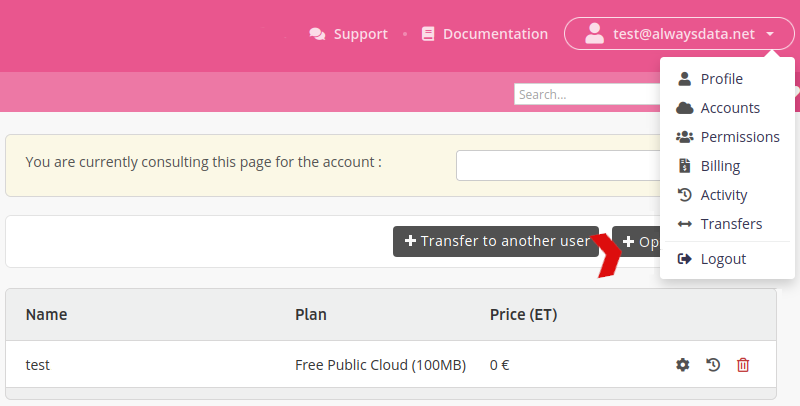 Support • Documentation test@alwaysdata.net
Search...
Profile
Accounts
Permissions
Billing
Activity
Transfers
Logout
You are currently consulting this page for the account :
+ Transfer to another user + Op
Name Plan Price (ET)
test Free Public Cloud (100MB) 0 €